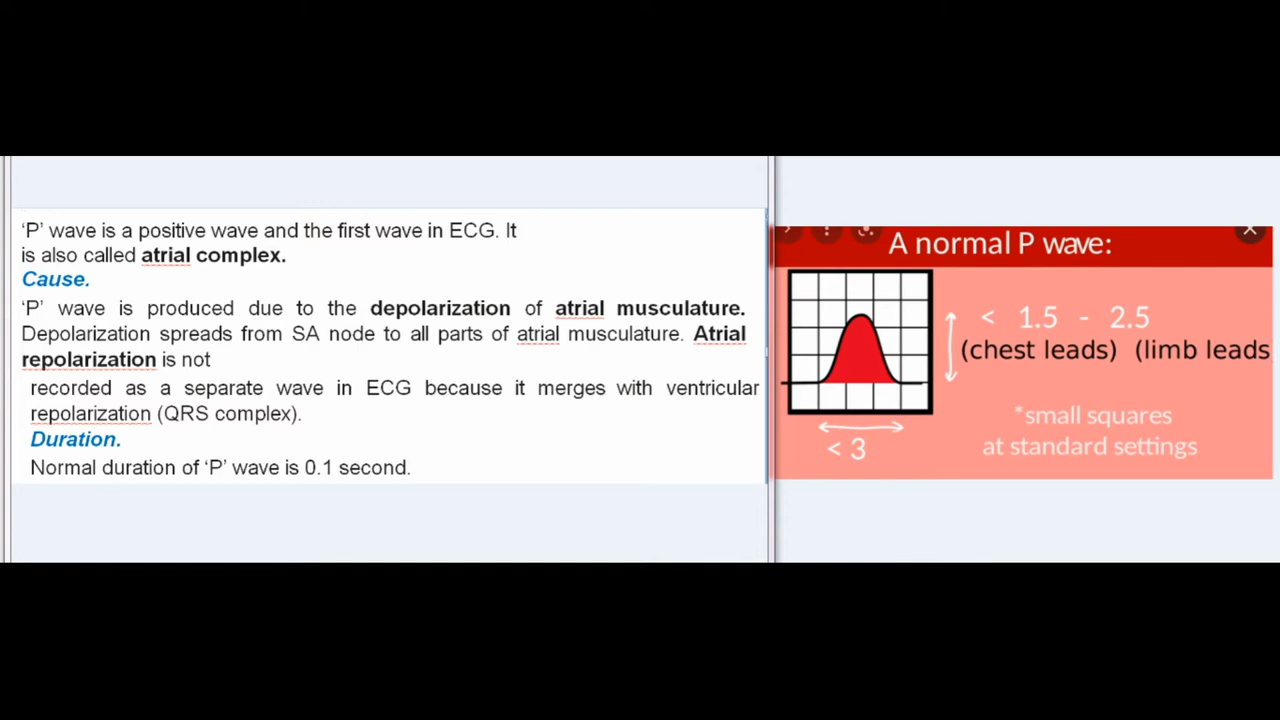 ‘P’ wave is a positive wave and the first wave in ECG. It
is also called atrial complex.
Cause.
‘P’ wave is produced due to the depolarization of atrial musculature.
Depolarization spreads from SA node to all parts of atrial musculature. Atrial
repolarization is not
recorded as a separate wave in ECG because it merges with ventricular
repolarization (QRS complex).
Duration.
Normal duration of ‘P’ wave is 0.1 second.
A normal P wave:
< 1.5 - 2.5
(chest leads) (limb leads
*small squares
at standard settings
< 3